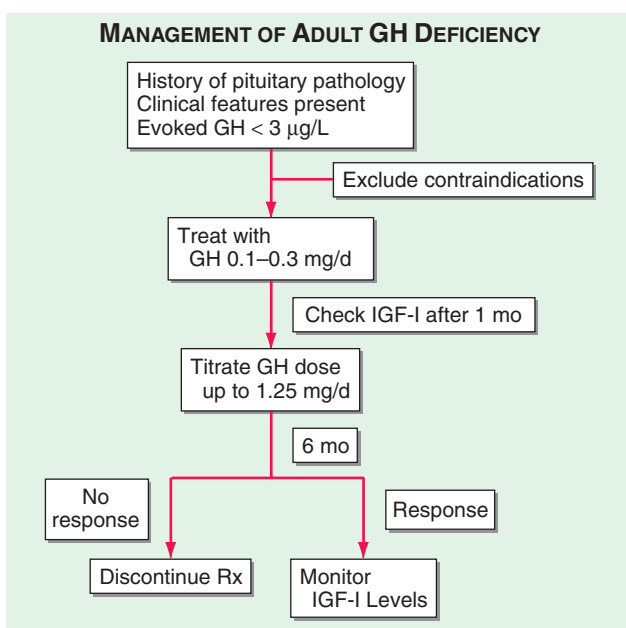 MANAGEMENT OF ADULT GH DEFICIENCY
History of pituitary pathology
Clinical features present
Evoked GH < 3 μg/L
Exclude contraindications
Treat with
GH 0.1–0.3 mg/d
Check IGF-I after 1 mo
Titrate GH dose
up to 1.25 mg/d
6 mo
No
response
Response
Discontinue Rx
Monitor
IGF-I Levels